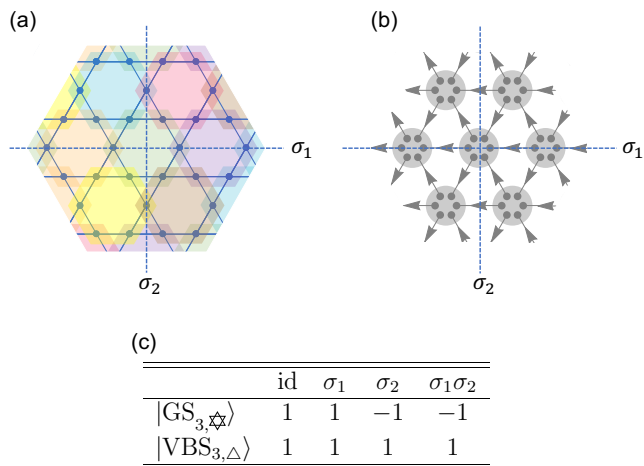 (a)
(b)
σ₁
σ₁
σ₂
σ₂
(c)
id σ₁ σ₂ σ₁σ₂
|GS₃,✡⟩ 1 1 −1 −1
|VBS₃,△⟩ 1 1 1 1